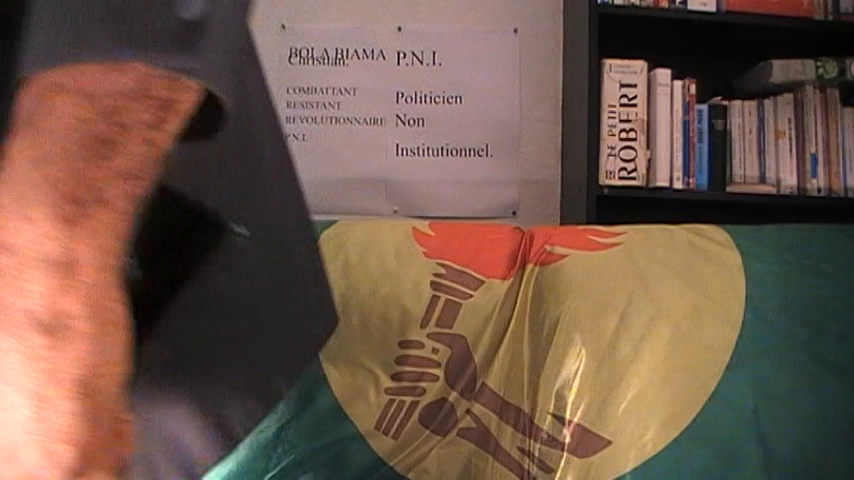 BOLA BIAMA
Christian.
COMBATTANT
RESISTANT
REVOLUTIONNAIRE
P.N.I.
P.N.I.
Politicien
Non
Institutionnel.
LE PETIT
ROBERT